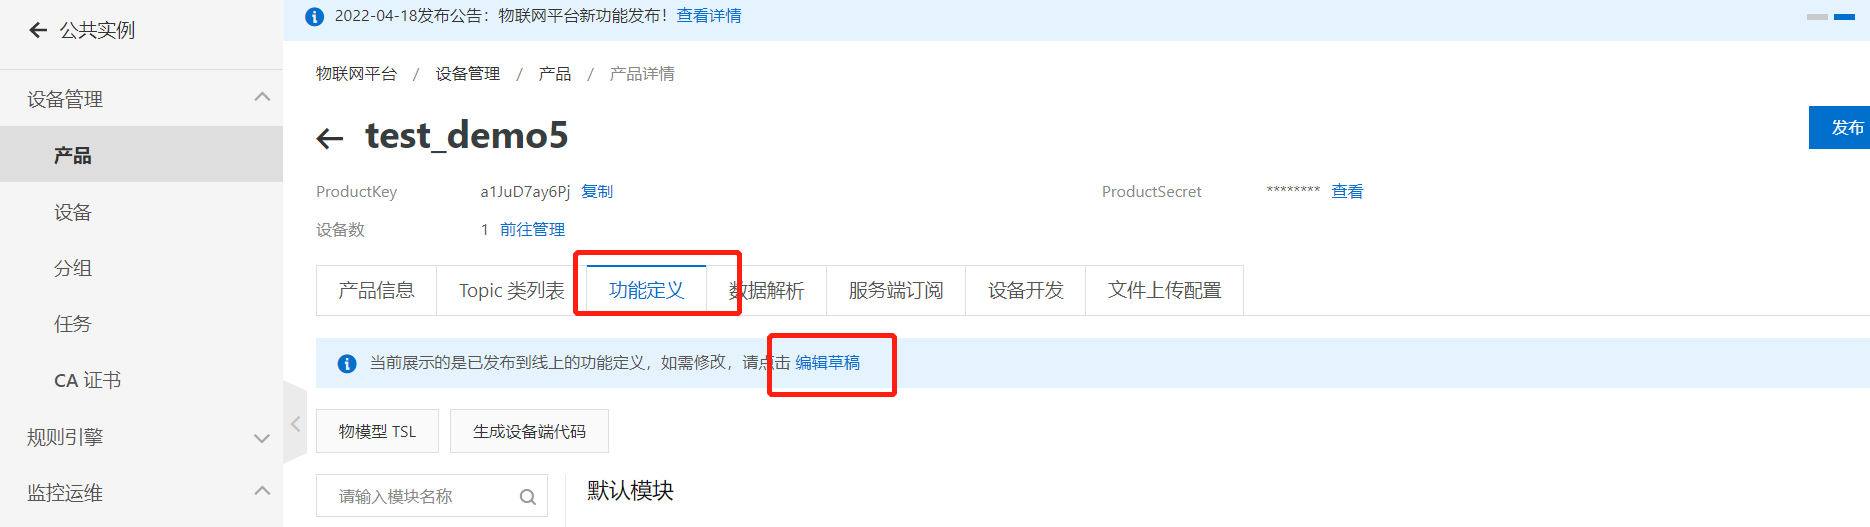 公共实例
设备管理
产品
设备
分组
任务
CA 证书
规则引擎
监控运维
2022-04-18发布公告：物联网平台新功能发布！查看详情
物联网平台 / 设备管理 / 产品 / 产品详情
test_demo5
发布
ProductKey a1JuD7ay6Pj 复制 ProductSecret ******** 查看
设备数 1 前往管理
产品信息 Topic 类列表 功能定义 数据解析 服务端订阅 设备开发 文件上传配置
当前展示的是已发布到线上的功能定义，如需修改，请点击 编辑草稿
物模型 TSL 生成设备端代码
请输入模块名称 默认模块